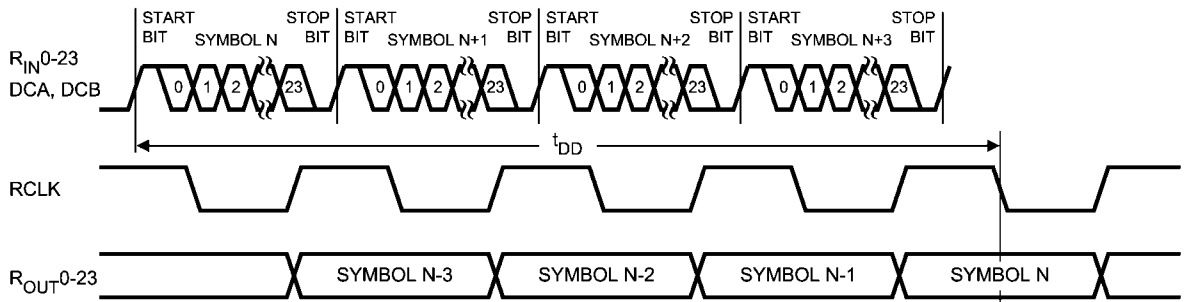 START STOP START STOP START STOP START STOP
BIT SYMBOL N BIT BIT SYMBOL N+1 BIT BIT SYMBOL N+2 BIT BIT SYMBOL N+3 BIT
RIN0-23
DCA, DCB
0 1 2 23 0 1 2 23 0 1 2 23 0 1 2 23
tDD
RCLK
ROUT0-23 SYMBOL N-3 SYMBOL N-2 SYMBOL N-1 SYMBOL N